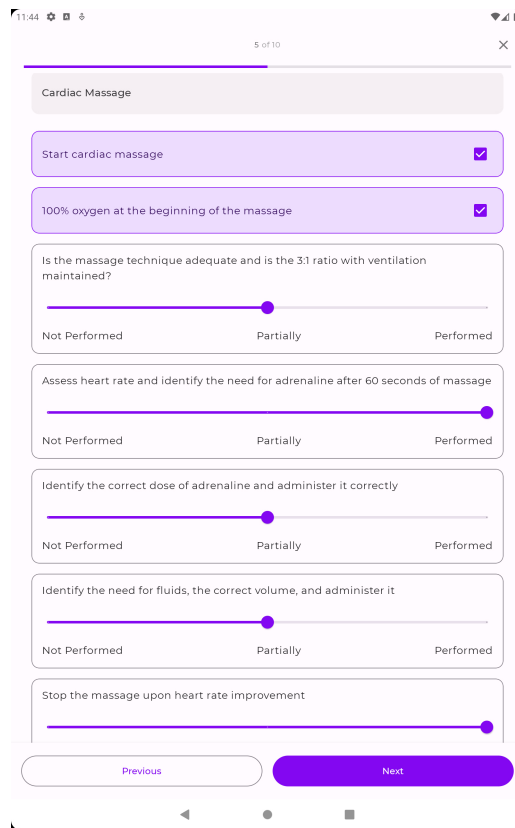 11:44
5 of 10
Cardiac Massage
Start cardiac massage
100% oxygen at the beginning of the massage
Is the massage technique adequate and is the 3:1 ratio with ventilation
maintained?
Not Performed Partially Performed
Assess heart rate and identify the need for adrenaline after 60 seconds of massage
Not Performed Partially Performed
Identify the correct dose of adrenaline and administer it correctly
Not Performed Partially Performed
Identify the need for fluids, the correct volume, and administer it
Not Performed Partially Performed
Stop the massage upon heart rate improvement
Previous Next